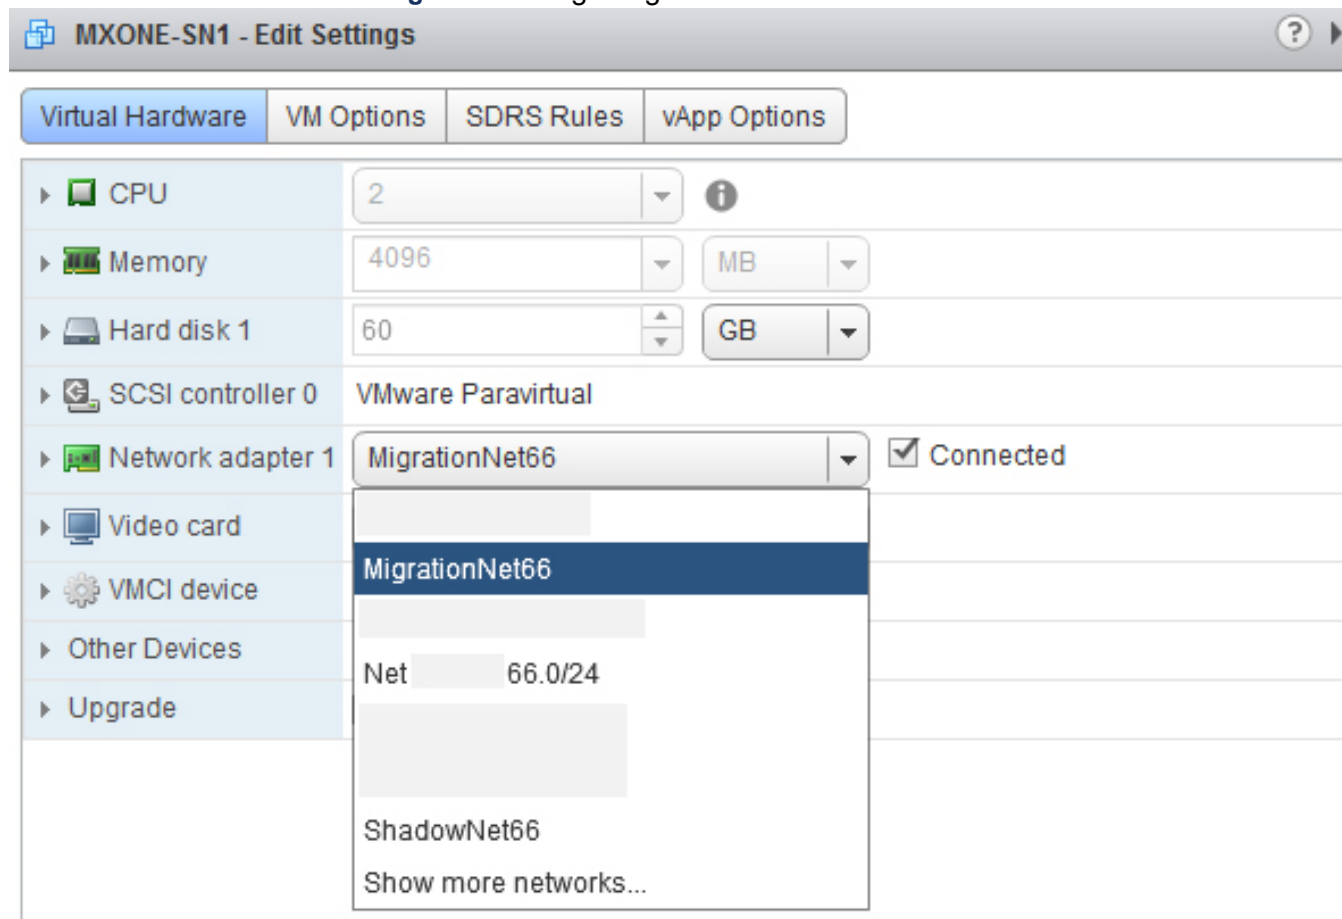 MXONE-SN1 - Edit Settings ?
Virtual Hardware VM Options SDRS Rules vApp Options
CPU 2
Memory 4096 MB
Hard disk 1 60 GB
SCSI controller 0 VMware Paravirtual
Network adapter 1 MigrationNet66 Connected
Video card
MigrationNet66
VMCI device
Other Devices
Net 66.0/24
Upgrade
ShadowNet66
Show more networks...